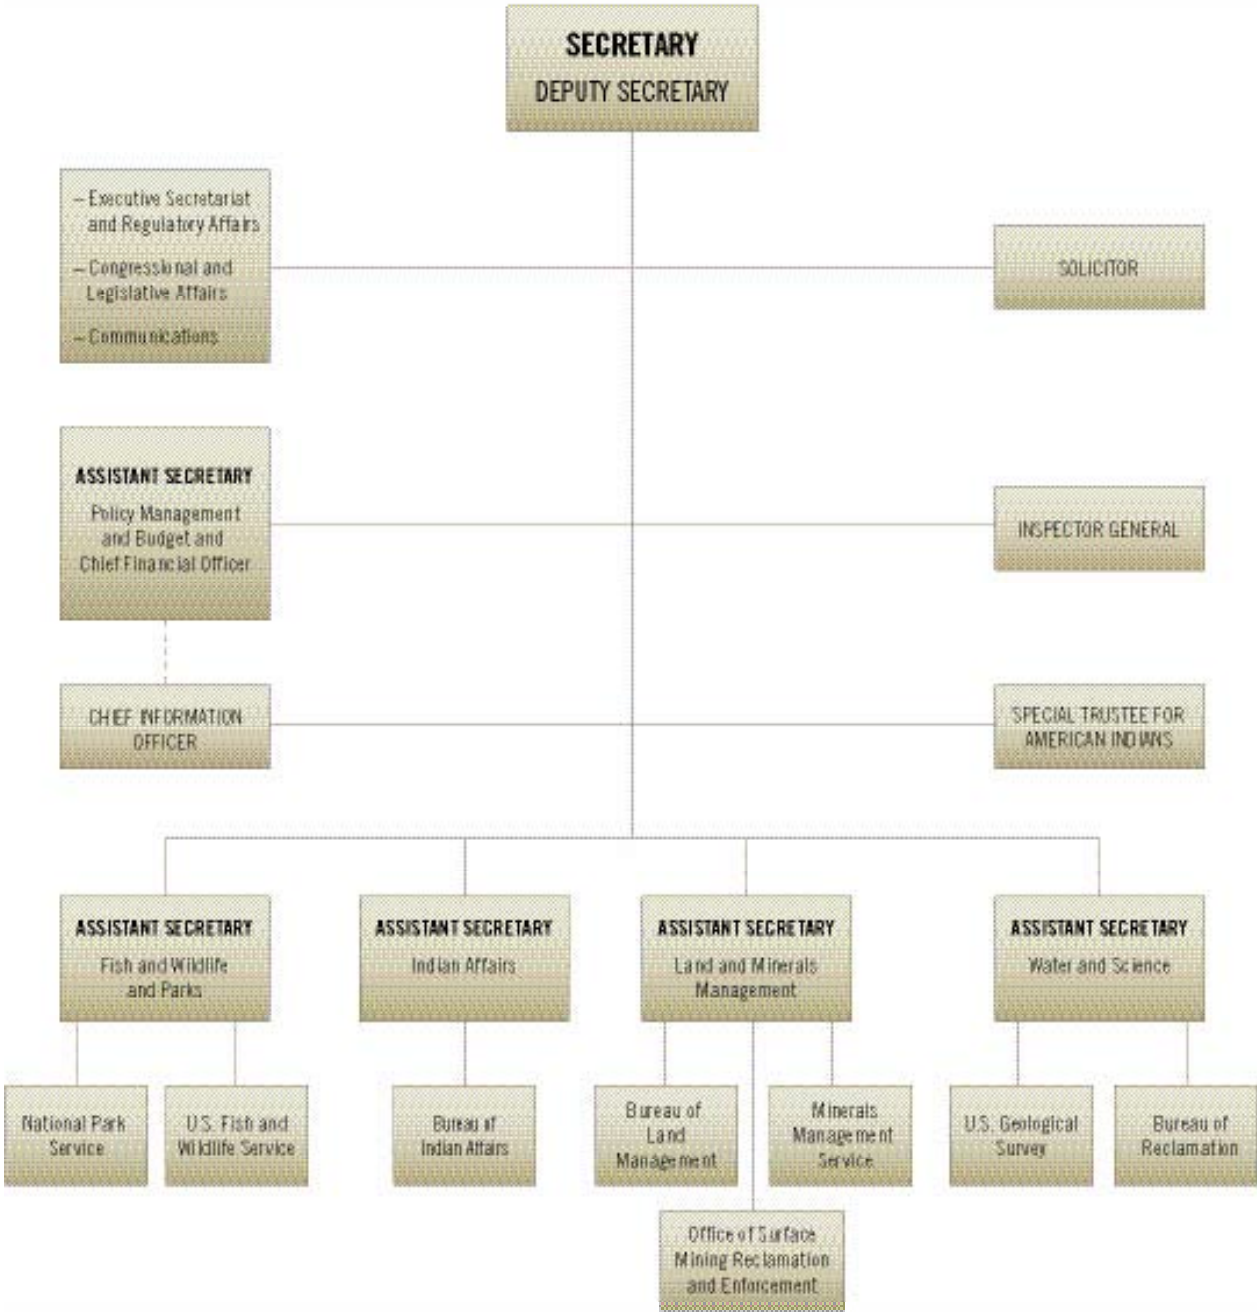 SECRETARY
DEPUTY SECRETARY
– Executive Secretariat
and Regulatory Affairs
– Congressional and
Legislative Affairs
– Communications
SOLICITOR
ASSISTANT SECRETARY
Policy Management
and Budget and
Chief Financial Officer
INSPECTOR GENERAL
CHIEF INFORMATION
OFFICER
SPECIAL TRUSTEE FOR
AMERICAN INDIANS
ASSISTANT SECRETARY
Fish and Wildlife
and Parks
ASSISTANT SECRETARY
Indian Affairs
ASSISTANT SECRETARY
Land and Minerals
Management
ASSISTANT SECRETARY
Water and Science
National Park
Service
U.S. Fish and
Wildlife Service
Bureau of
Indian Affairs
Bureau of
Land
Management
Minerals
Management
Service
U.S. Geological
Survey
Bureau of
Reclamation
Office of Surface
Mining Reclamation
and Enforcement